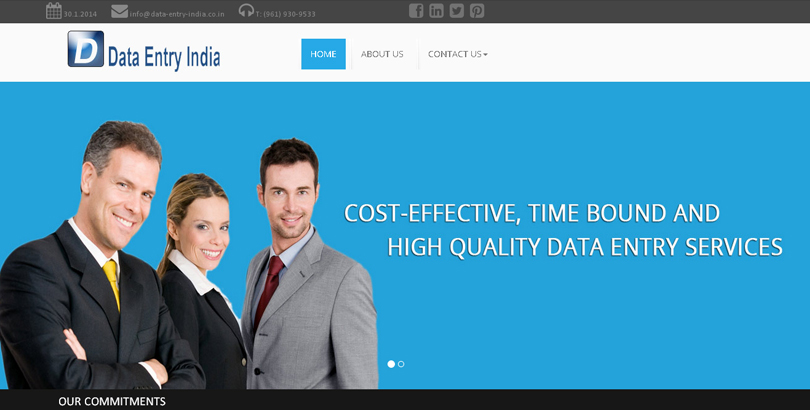 30.1.2014 info@data-entry-india.co.in T: (961) 930-9533
D Data Entry India
HOME ABOUT US CONTACT US
COST-EFFECTIVE, TIME BOUND AND
HIGH QUALITY DATA ENTRY SERVICES
OUR COMMITMENTS